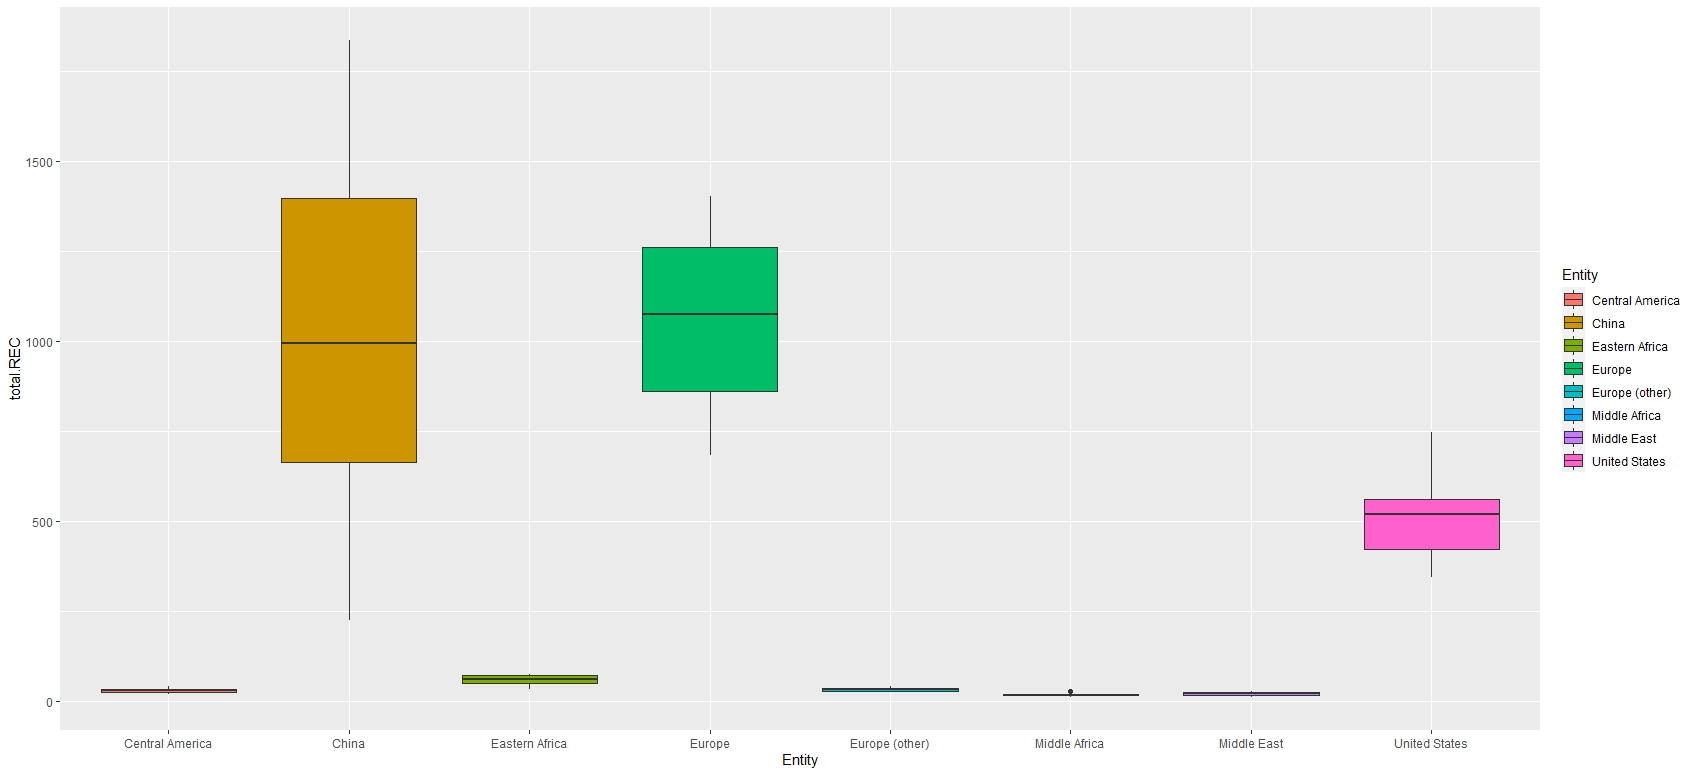 total.REC
1500
1000
500
0
Central America
China
Eastern Africa
Europe
Europe (other)
Middle Africa
Middle East
United States
Entity
Entity
Central America
China
Eastern Africa
Europe
Europe (other)
Middle Africa
Middle East
United States